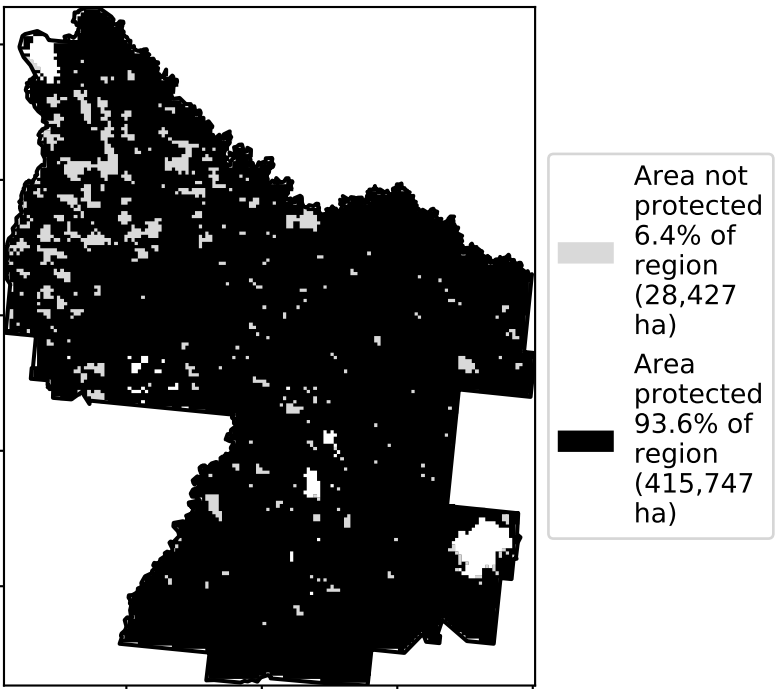 Area not
protected
6.4% of
region
(28,427
ha)
Area
protected
93.6% of
region
(415,747
ha)